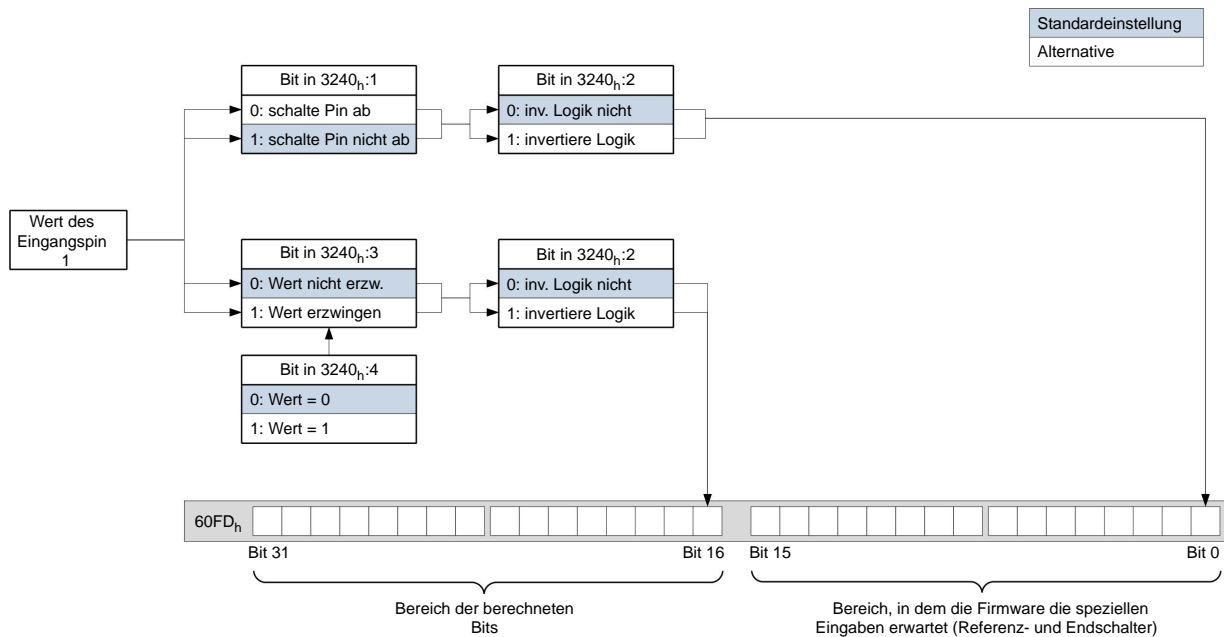 Standardeinstellung
Alternative
Bit in 3240h:1
0: schalte Pin ab
1: schalte Pin nicht ab
Bit in 3240h:2
0: inv. Logik nicht
1: invertiere Logik
Wert des
Eingangspin
1
Bit in 3240h:3
0: Wert nicht erzw.
1: Wert erzwingen
Bit in 3240h:2
0: inv. Logik nicht
1: invertiere Logik
Bit in 3240h:4
0: Wert = 0
1: Wert = 1
60FDh
Bit 31
Bit 16
Bit 15
Bit 0
Bereich der berechneten
Bits
Bereich, in dem die Firmware die speziellen
Eingaben erwartet (Referenz- und Endschalter)